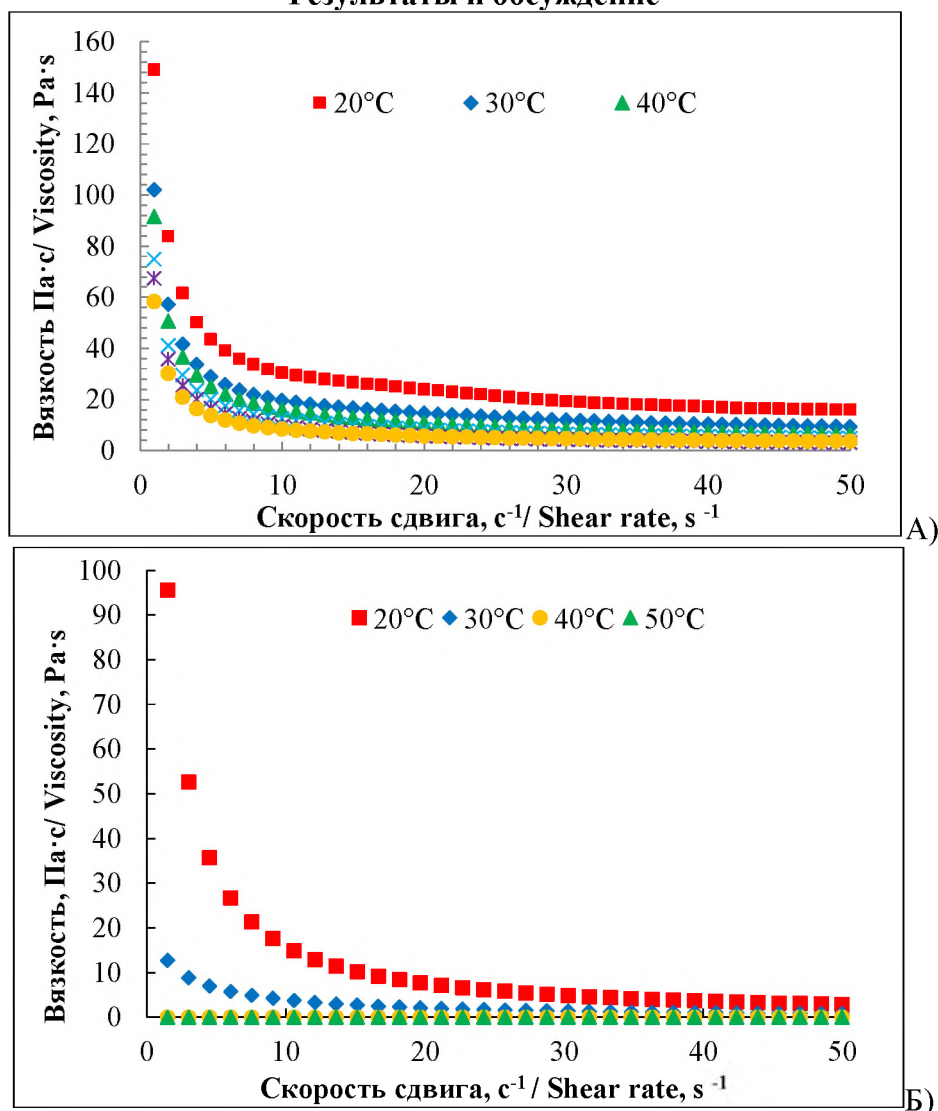 Результаты и обсуждение
160
140
120
100
80
60
40
20
0
Вязкость Па·с/ Viscosity, Pa·s
20°C 30°C 40°C
0 10 20 30 40 50
Скорость сдвига, с⁻¹/ Shear rate, s ⁻¹
А)
100
90
80
70
60
50
40
30
20
10
0
Вязкость, Па·с/ Viscosity, Pa·s
20°C 30°C 40°C 50°C
0 10 20 30 40 50
Скорость сдвига, с⁻¹/ Shear rate, s ⁻¹
Б)